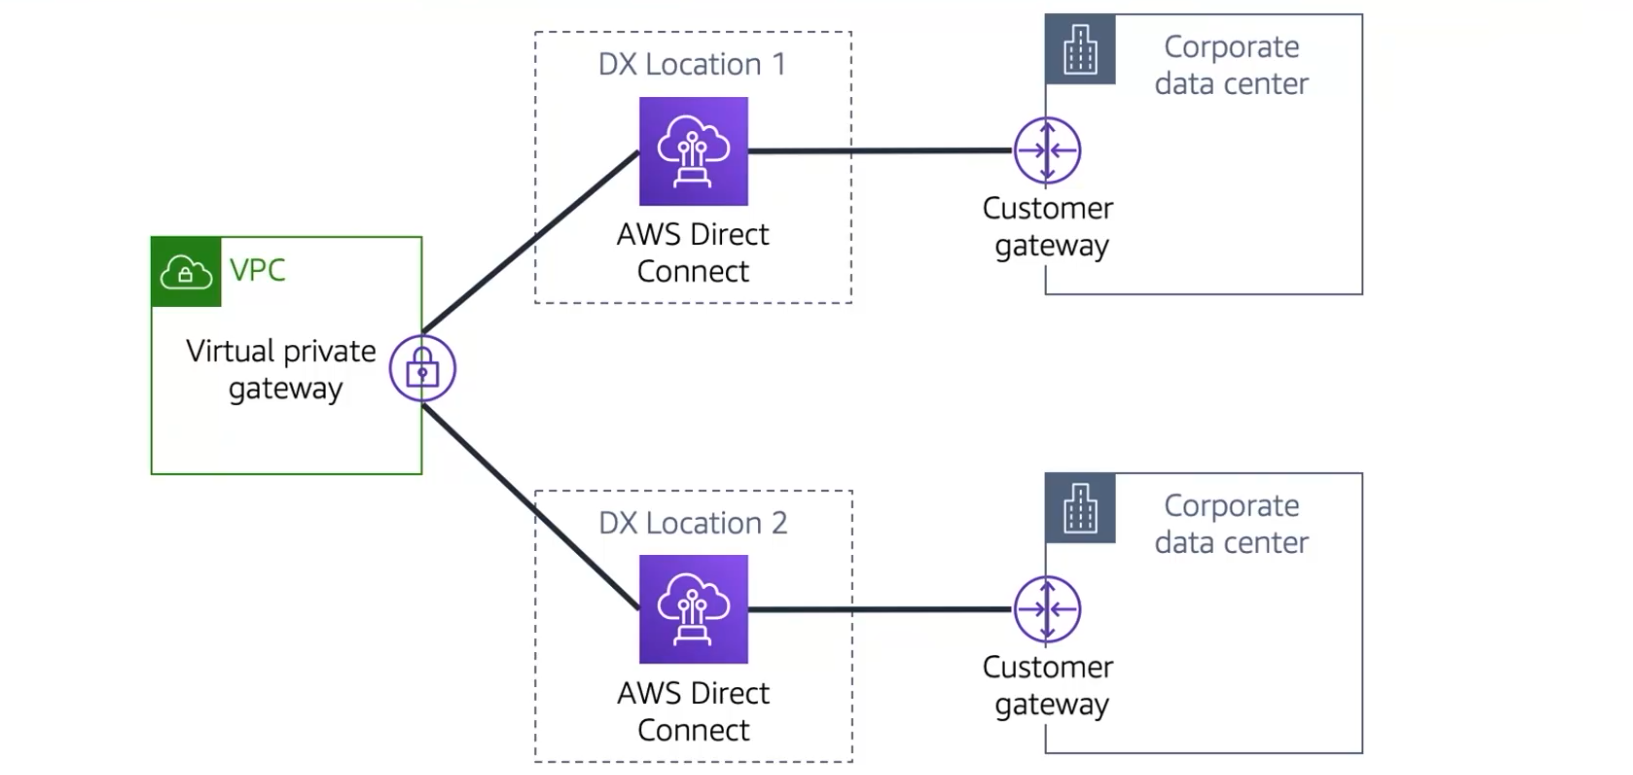 DX Location 1
AWS Direct
Connect
Corporate
data center
Customer
gateway
VPC
Virtual private
gateway
DX Location 2
AWS Direct
Connect
Corporate
data center
Customer
gateway